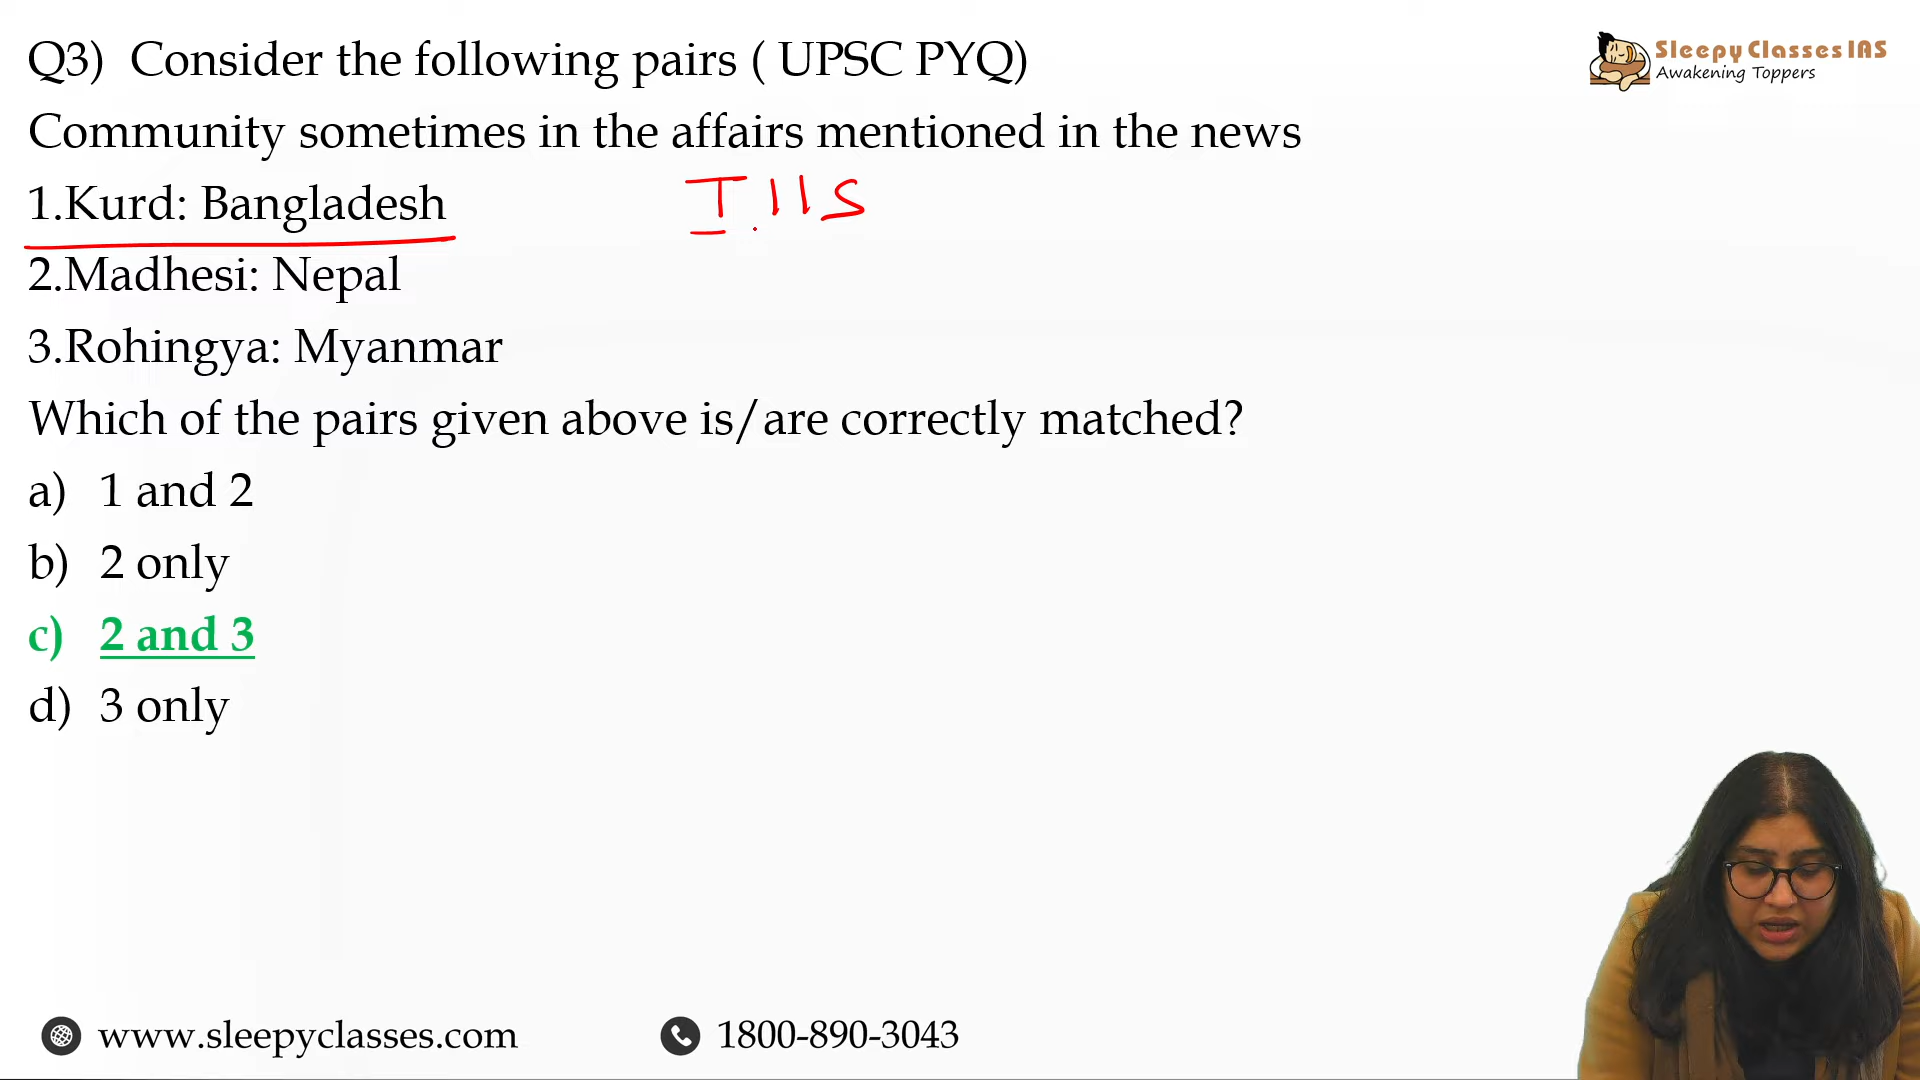 Q3) Consider the following pairs ( UPSC PYQ)
Sleepy Classes IAS
Awakening Toppers
Community sometimes in the affairs mentioned in the news
1.Kurd: Bangladesh
T I I S
2.Madhesi: Nepal
3.Rohingya: Myanmar
Which of the pairs given above is/are correctly matched?
a) 1 and 2
b) 2 only
c) 2 and 3
d) 3 only
www.sleepyclasses.com
1800-890-3043